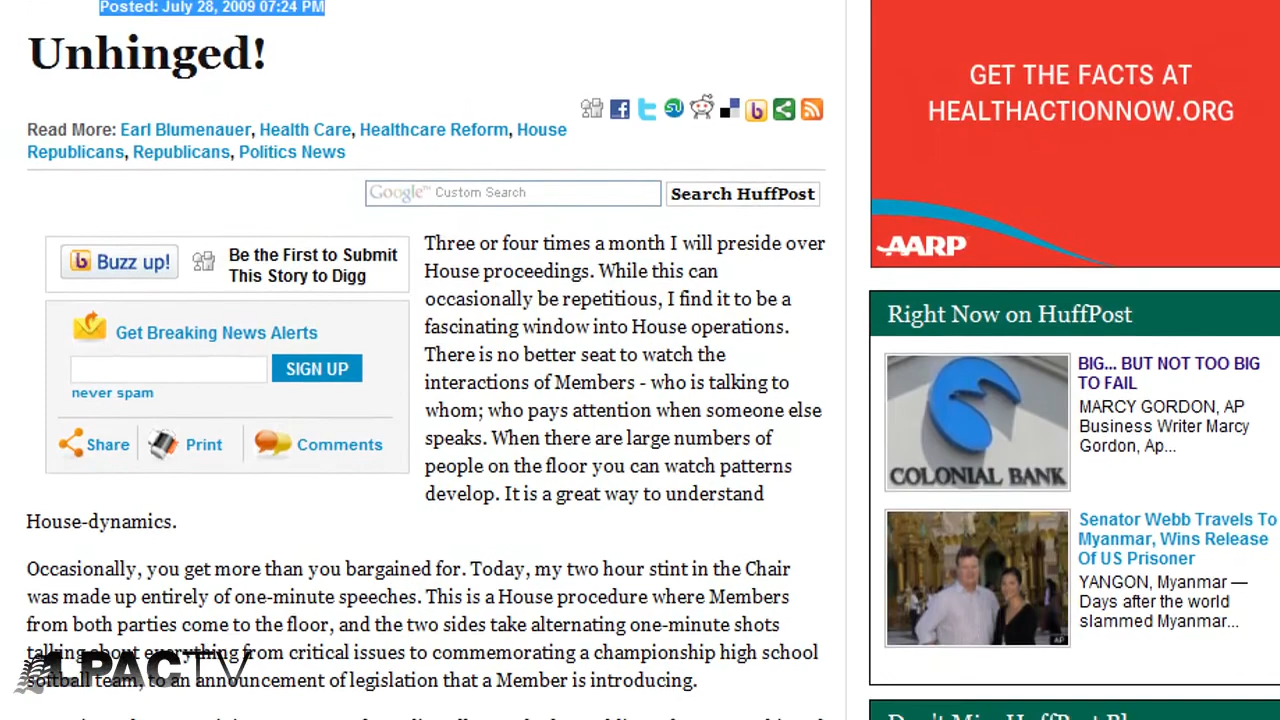 Posted: July 28, 2009 07:24 PM
Unhinged!
Read More: Earl Blumenauer, Health Care, Healthcare Reform, House
Republicans, Republicans, Politics News
Google™ Custom Search
Search HuffPost
Buzz up!
Be the First to Submit
This Story to Digg
Get Breaking News Alerts
SIGN UP
never spam
Share
Print
Comments
Three or four times a month I will preside over
House proceedings. While this can
occasionally be repetitious, I find it to be a
fascinating window into House operations.
There is no better seat to watch the
interactions of Members - who is talking to
whom; who pays attention when someone else
speaks. When there are large numbers of
people on the floor you can watch patterns
develop. It is a great way to understand
House-dynamics.
Occasionally, you get more than you bargained for. Today, my two hour stint in the Chair
was made up entirely of one-minute speeches. This is a House procedure where Members
from both parties come to the floor, and the two sides take alternating one-minute shots
talking about everything from critical issues to commemorating a championship high school
softball team, to an announcement of legislation that a Member is introducing.
LPACTV
GET THE FACTS AT
HEALTHACTIONNOW.ORG
AARP
Right Now on HuffPost
COLONIAL BANK
BIG... BUT NOT TOO BIG
TO FAIL
MARCY GORDON, AP
Business Writer Marcy
Gordon, Ap...
AP
Senator Webb Travels To
Myanmar, Wins Release
Of US Prisoner
YANGON, Myanmar —
Days after the world
slammed Myanmar...